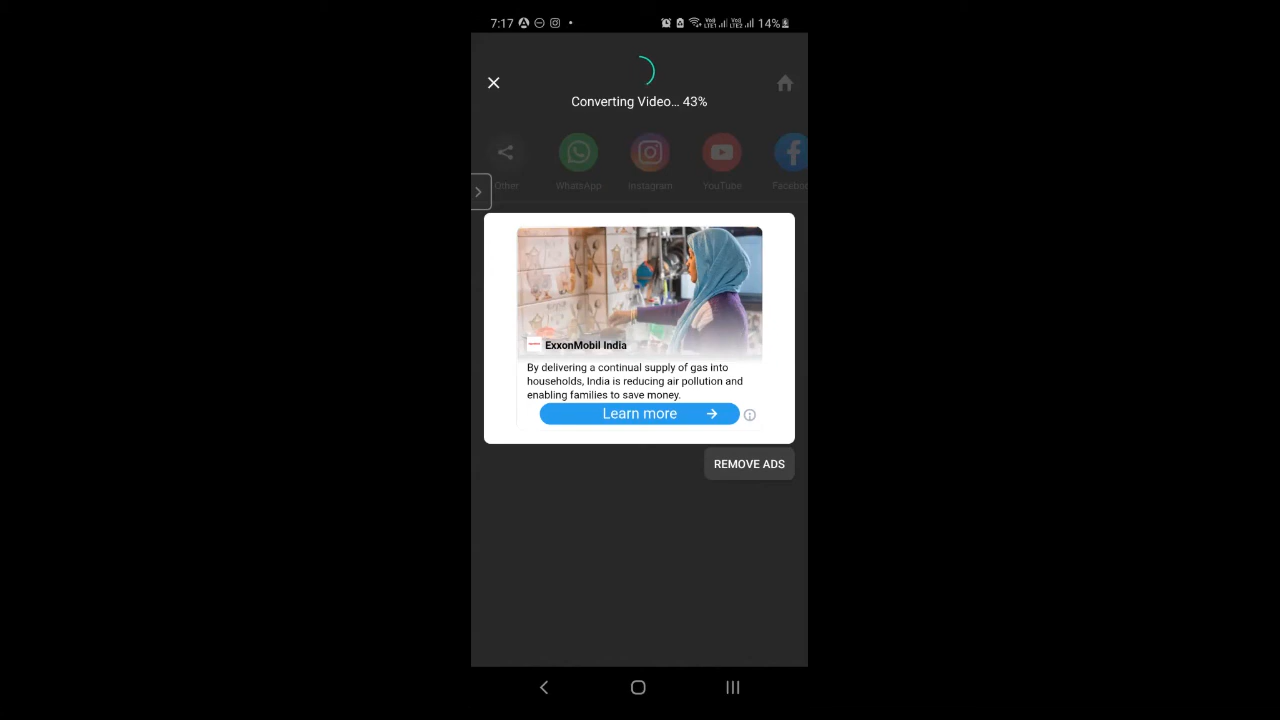 7:17 14%
Converting Video... 43%
Other WhatsApp Instagram YouTube Facebo
ExxonMobil India
By delivering a continual supply of gas into
households, India is reducing air pollution and
enabling families to save money.
Learn more
REMOVE ADS